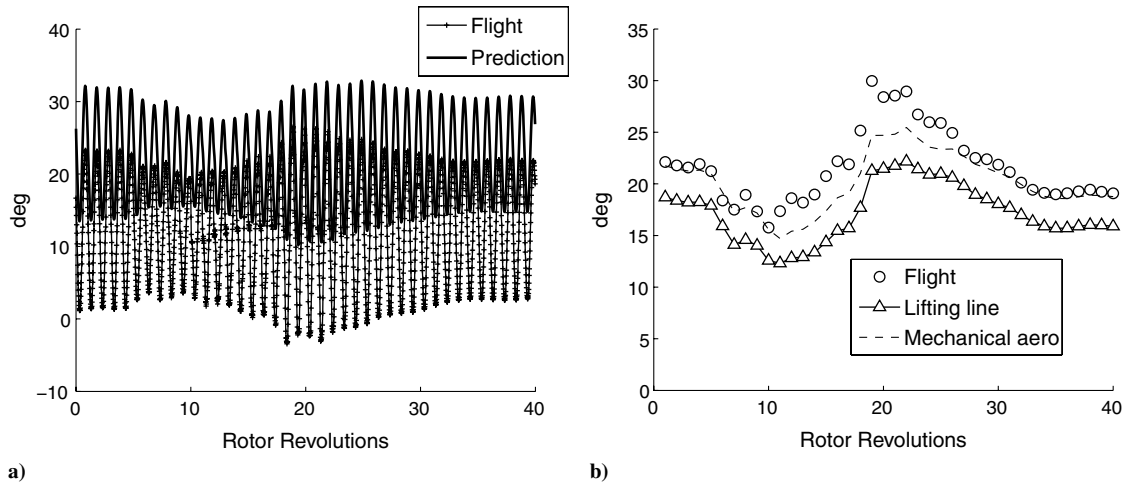 40
30
20
10
0
−10
deg
0
10
20
30
40
Rotor Revolutions
Flight
Prediction
a)
35
30
25
20
15
10
5
0
deg
0
10
20
30
40
Rotor Revolutions
Flight
Lifting line
Mechanical aero
b)